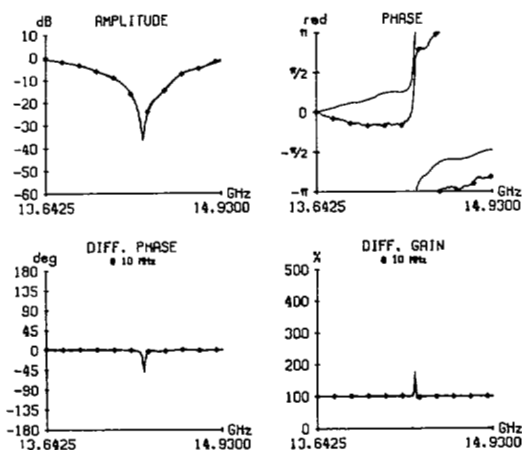 AMPLITUDE
dB
10
0
-10
-20
-30
-40
-50
-60
GHz
13.6425 14.9300
PHASE
rad
π
π/2
0
-π/2
-π
GHz
13.6425 14.9300
DIFF. PHASE
@ 10 MHz
deg
180
135
90
45
0
-45
-90
-135
-180
GHz
13.6425 14.9300
DIFF. GAIN
@ 10 MHz
%
500
400
300
200
100
0
GHz
13.6425 14.9300